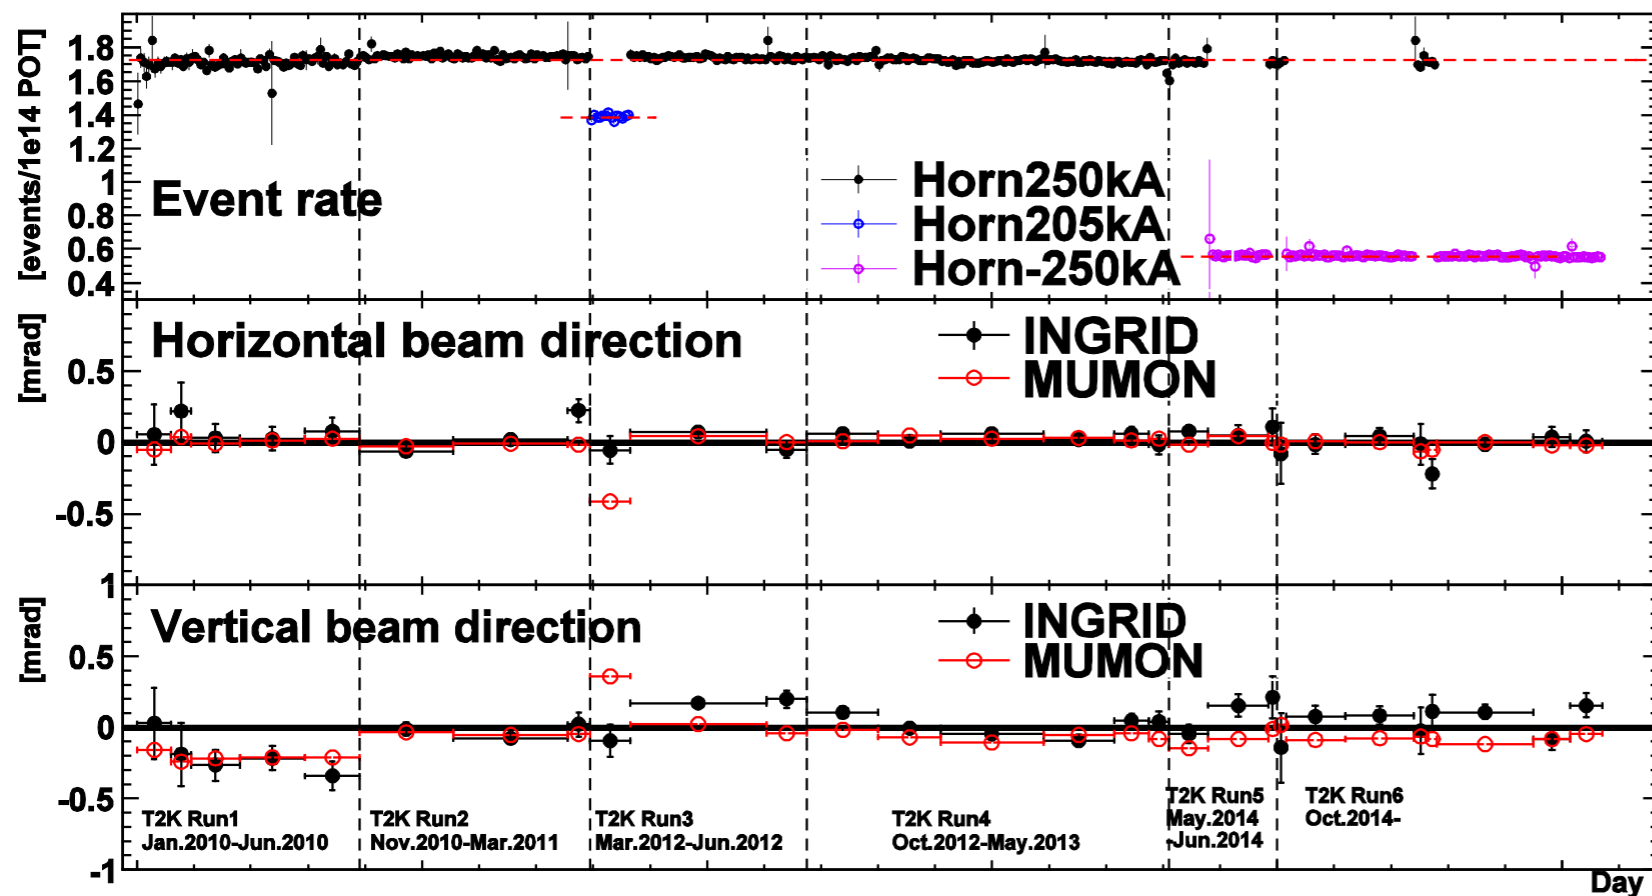 [events/1e14 POT]
1.8
1.6
1.4
1.2
1
0.8
0.6
0.4
Event rate
Horn250kA
Horn205kA
Horn-250kA
[mrad]
0.5
0
-0.5
Horizontal beam direction
INGRID
MUMON
[mrad]
1
0.5
0
-0.5
-1
Vertical beam direction
INGRID
MUMON
T2K Run1
Jan.2010-Jun.2010
T2K Run2
Nov.2010-Mar.2011
T2K Run3
Mar.2012-Jun.2012
T2K Run4
Oct.2012-May.2013
T2K Run5
May.2014
-Jun.2014
T2K Run6
Oct.2014-
Day